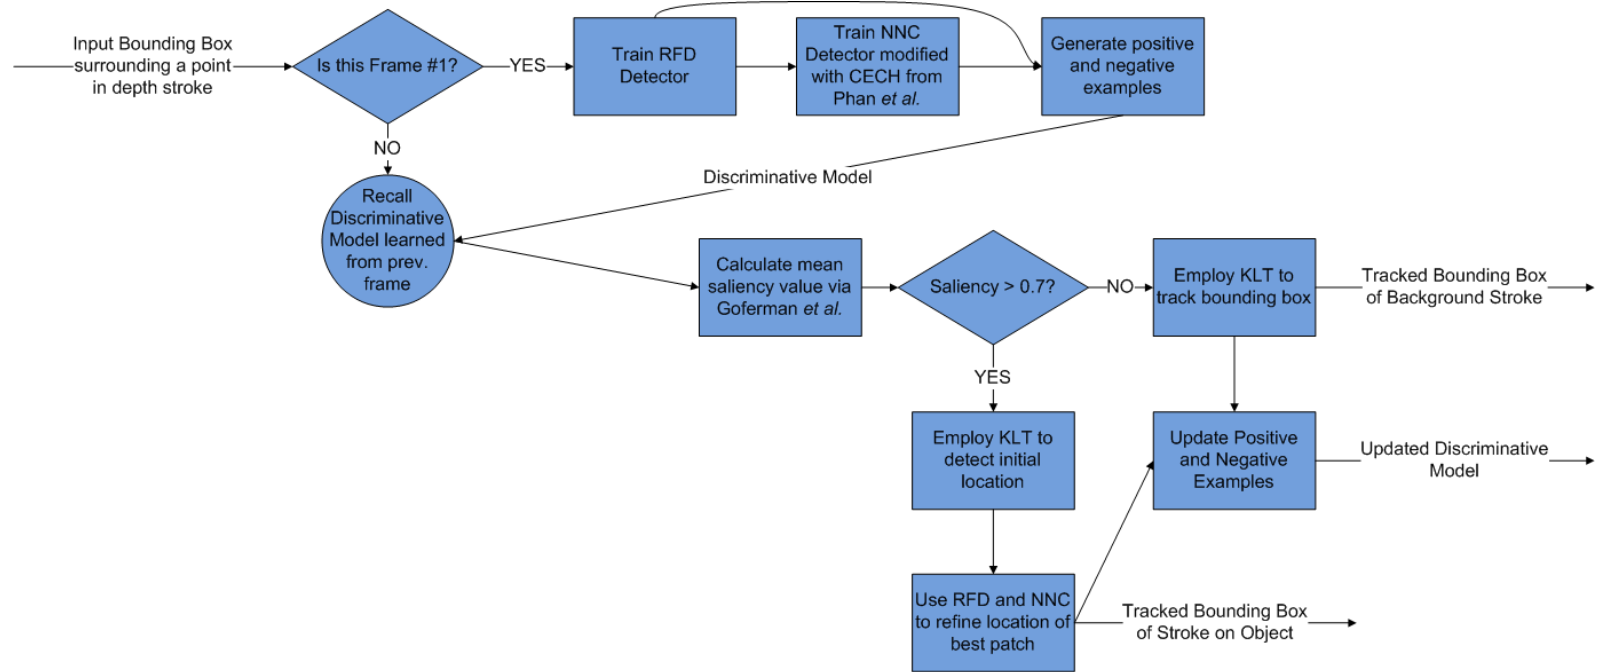 Input Bounding Box
surrounding a point
in depth stroke
Is this Frame #1?
YES
Train RFD
Detector
Train NNC
Detector modified
with CECH from
Phan et al.
Generate positive
and negative
examples
NO
Discriminative Model
Recall
Discriminative
Model learned
from prev.
frame
Calculate mean
saliency value via
Goferman et al.
Saliency > 0.7?
NO
Employ KLT to
track bounding box
Tracked Bounding Box
of Background Stroke
YES
Employ KLT to
detect initial
location
Update Positive
and Negative
Examples
Updated Discriminative
Model
Use RFD and NNC
to refine location of
best patch
Tracked Bounding Box
of Stroke on Object